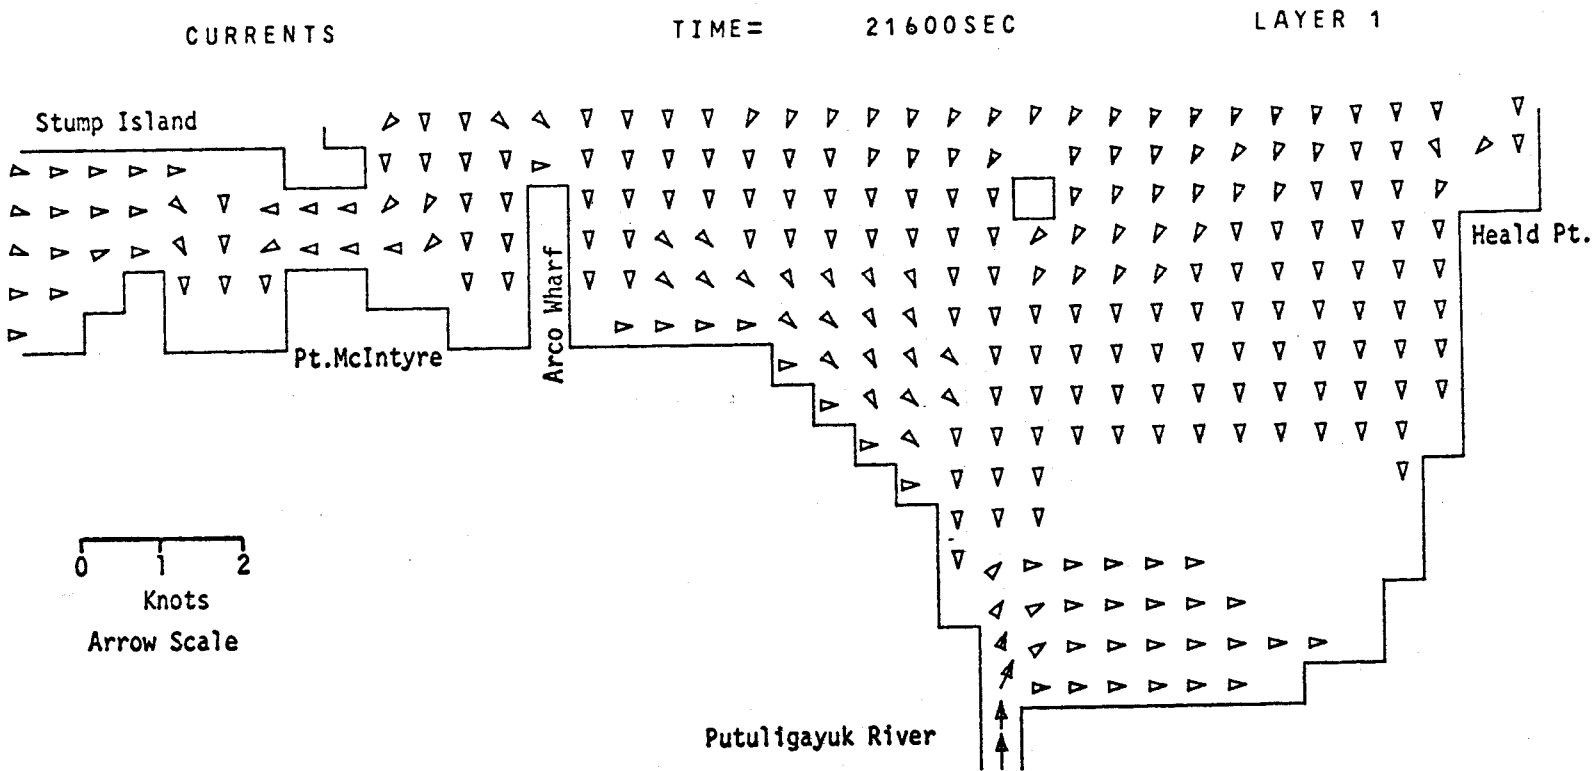 CURRENTS TIME= 21600SEC LAYER 1
Stump Island
Heald Pt.
Arco Wharf
Pt.McIntyre
0 1 2
Knots
Arrow Scale
Putuligayuk River